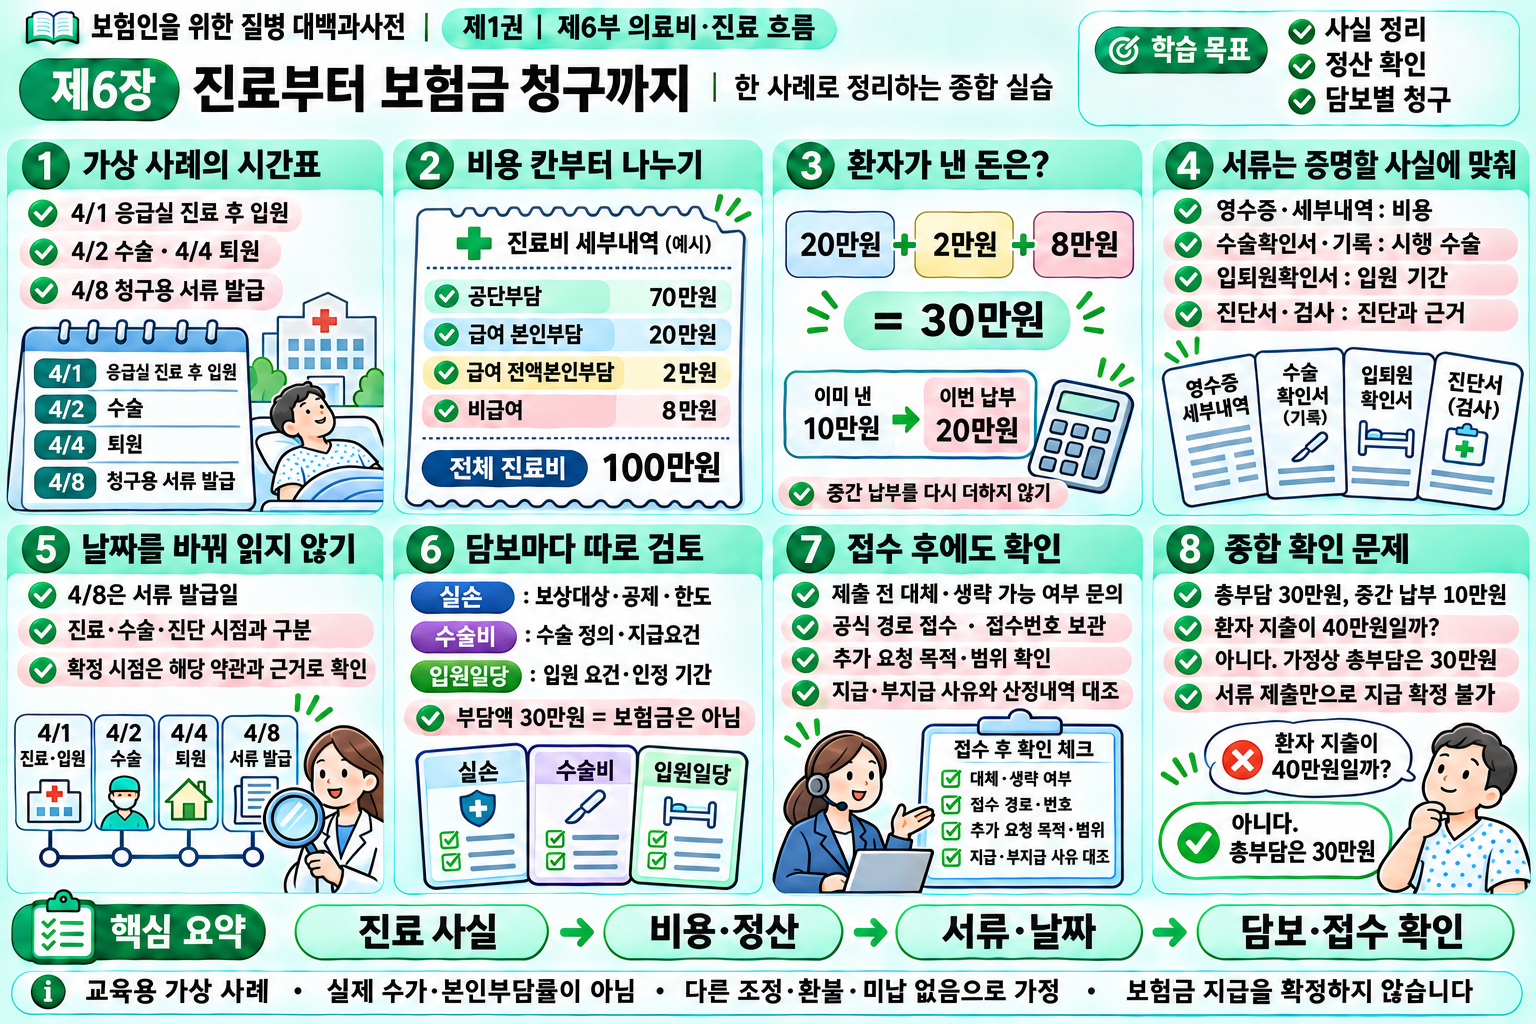 보험인을 위한 질병 대백과사전 | 제1권 | 제6부 의료비·진료 흐름
제6장 진료부터 보험금 청구까지 | 한 사례로 정리하는 종합 실습
학습 목표
사실 정리
정산 확인
담보별 청구
1 가상 사례의 시간표
4/1 응급실 진료 후 입원
4/2 수술 · 4/4 퇴원
4/8 청구용 서류 발급
4/1 응급실 진료 후 입원
4/2 수술
4/4 퇴원
4/8 청구용 서류 발급
2 비용 칸부터 나누기
진료비 세부내역 (예시)
공단부담 70만원
급여 본인부담 20만원
급여 전액본인부담 2만원
비급여 8만원
전체 진료비 100만원
3 환자가 낸 돈은?
20만원 + 2만원 + 8만원
= 30만원
이미 낸 10만원 → 이번 납부 20만원
중간 납부를 다시 더하지 않기
4 서류는 증명할 사실에 맞춰
영수증·세부내역 : 비용
수술확인서·기록 : 시행 수술
입퇴원확인서 : 입원 기간
진단서·검사 : 진단과 근거
영수증
세부내역
수술
확인서
(기록)
입퇴원
확인서
진단서
(검사)
5 날짜를 바꿔 읽지 않기
4/8은 서류 발급일
진료·수술·진단 시점과 구분
확정 시점은 해당 약관과 근거로 확인
4/1 진료·입원
4/2 수술
4/4 퇴원
4/8 서류 발급
6 담보마다 따로 검토
실손 : 보상대상·공제·한도
수술비 : 수술 정의·지급요건
입원일당 : 입원 요건·인정 기간
부담액 30만원 = 보험금은 아님
실손
수술비
입원일당
7 접수 후에도 확인
제출 전 대체·생략 가능 여부 문의
공식 경로 접수 · 접수번호 보관
추가 요청 목적·범위 확인
지급·부지급 사유와 산정내역 대조
접수 후 확인 체크
대체·생략 여부
접수 경로·번호
추가 요청 목적·범위
지급·부지급 사유 대조
8 종합 확인 문제
총부담 30만원, 중간 납부 10만원
환자 지출이 40만원일까?
아니다. 가정상 총부담은 30만원
서류 제출만으로 지급 확정 불가
환자 지출이
40만원일까?
아니다.
총부담은 30만원
핵심 요약
진료 사실 → 비용·정산 → 서류·날짜 → 담보·접수 확인
i 교육용 가상 사례 • 실제 수가·본인부담률이 아님 • 다른 조정·환불·미납 없음으로 가정 • 보험금 지급을 확정하지 않습니다